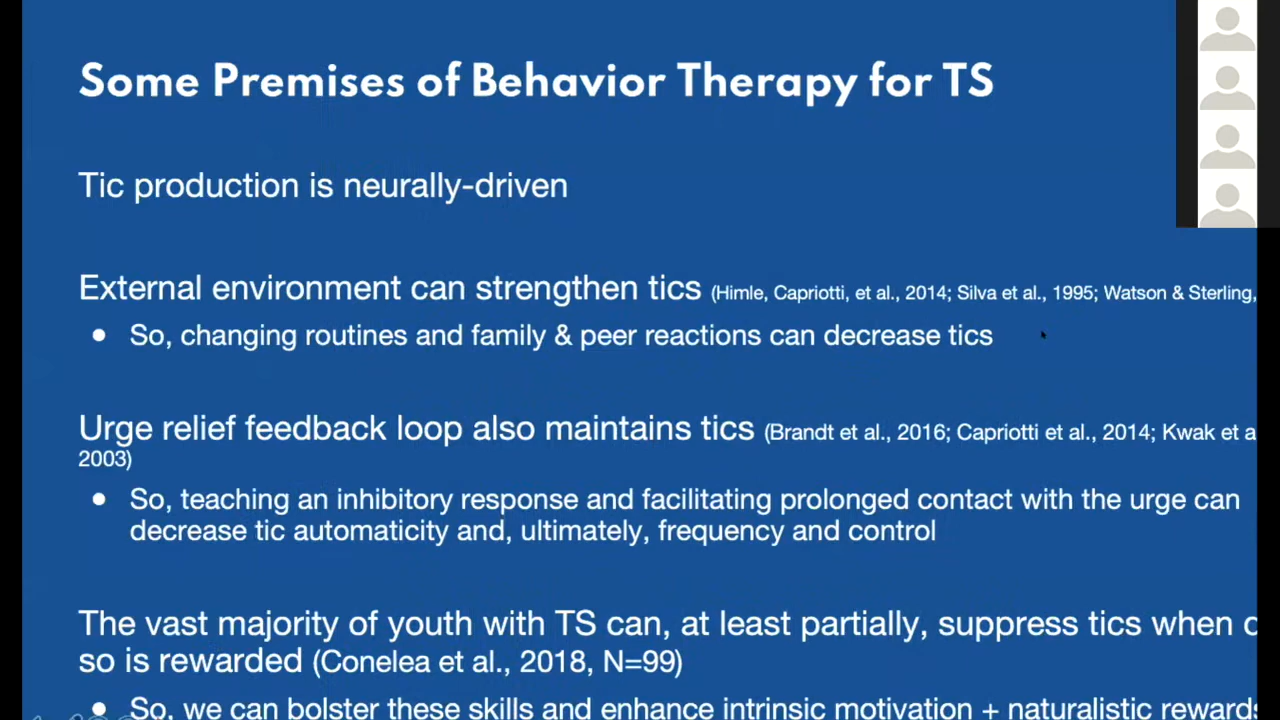 Some Premises of Behavior Therapy for TS
Tic production is neurally-driven
External environment can strengthen tics (Himle, Capriotti, et al., 2014; Silva et al., 1995; Watson & Sterling,
● So, changing routines and family & peer reactions can decrease tics
Urge relief feedback loop also maintains tics (Brandt et al., 2016; Capriotti et al., 2014; Kwak et a
2003)
● So, teaching an inhibitory response and facilitating prolonged contact with the urge can
decrease tic automaticity and, ultimately, frequency and control
The vast majority of youth with TS can, at least partially, suppress tics when
so is rewarded (Conelea et al., 2018, N=99)
● So, we can bolster these skills and enhance intrinsic motivation + naturalistic rewards